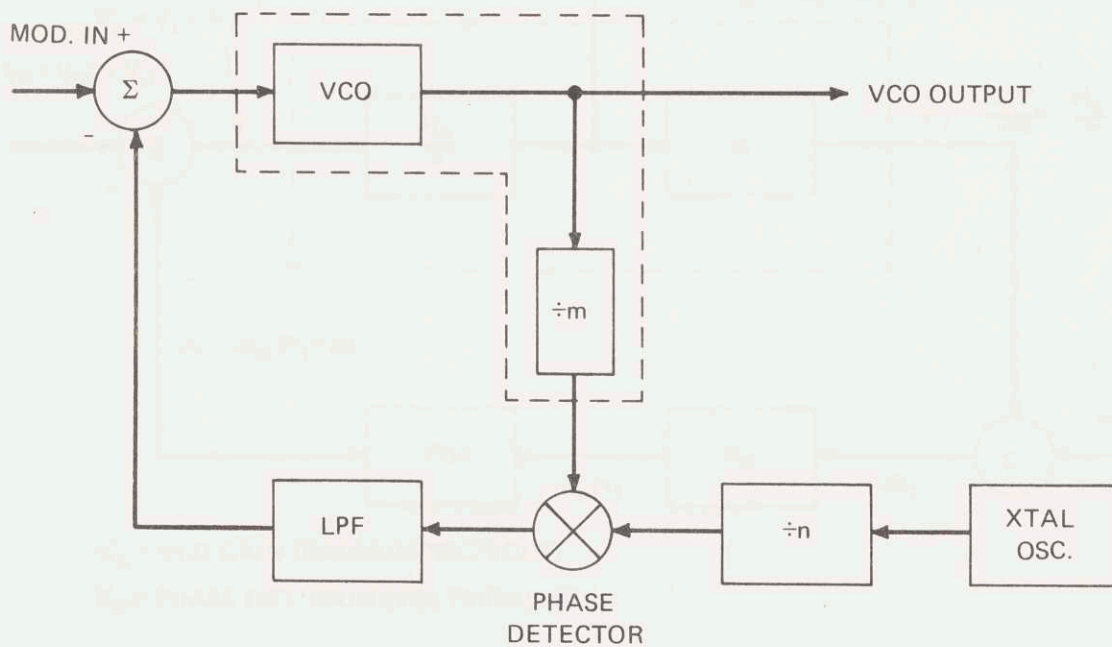 MOD. IN +
Σ
-
VCO
VCO OUTPUT
÷m
LPF
÷n
XTAL
OSC.
PHASE
DETECTOR